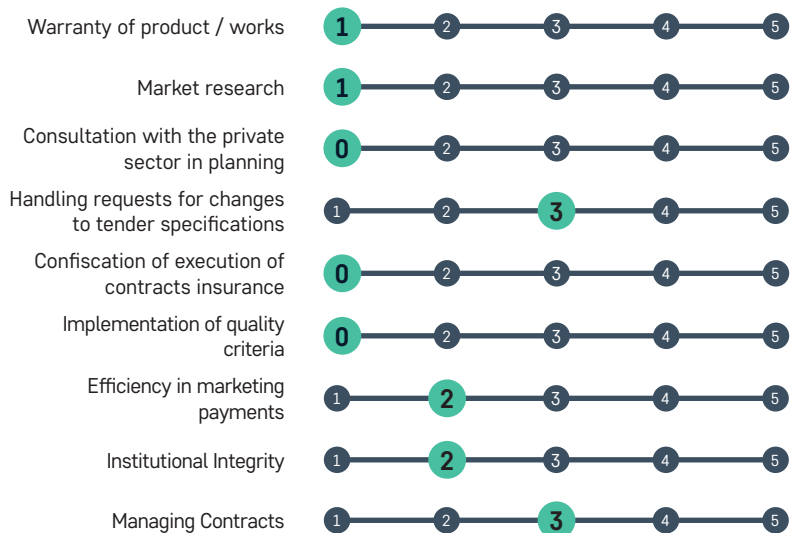 Warranty of product / works 1 2 3 4 5
Market research 1 2 3 4 5
Consultation with the private
sector in planning 0 2 3 4 5
Handling requests for changes
to tender specifications 1 2 3 4 5
Confiscation of execution of
contracts insurance 0 2 3 4 5
Implementation of quality
criteria 0 2 3 4 5
Efficiency in marketing
payments 1 2 3 4 5
Institutional Integrity 1 2 3 4 5
Managing Contracts 1 2 3 4 5